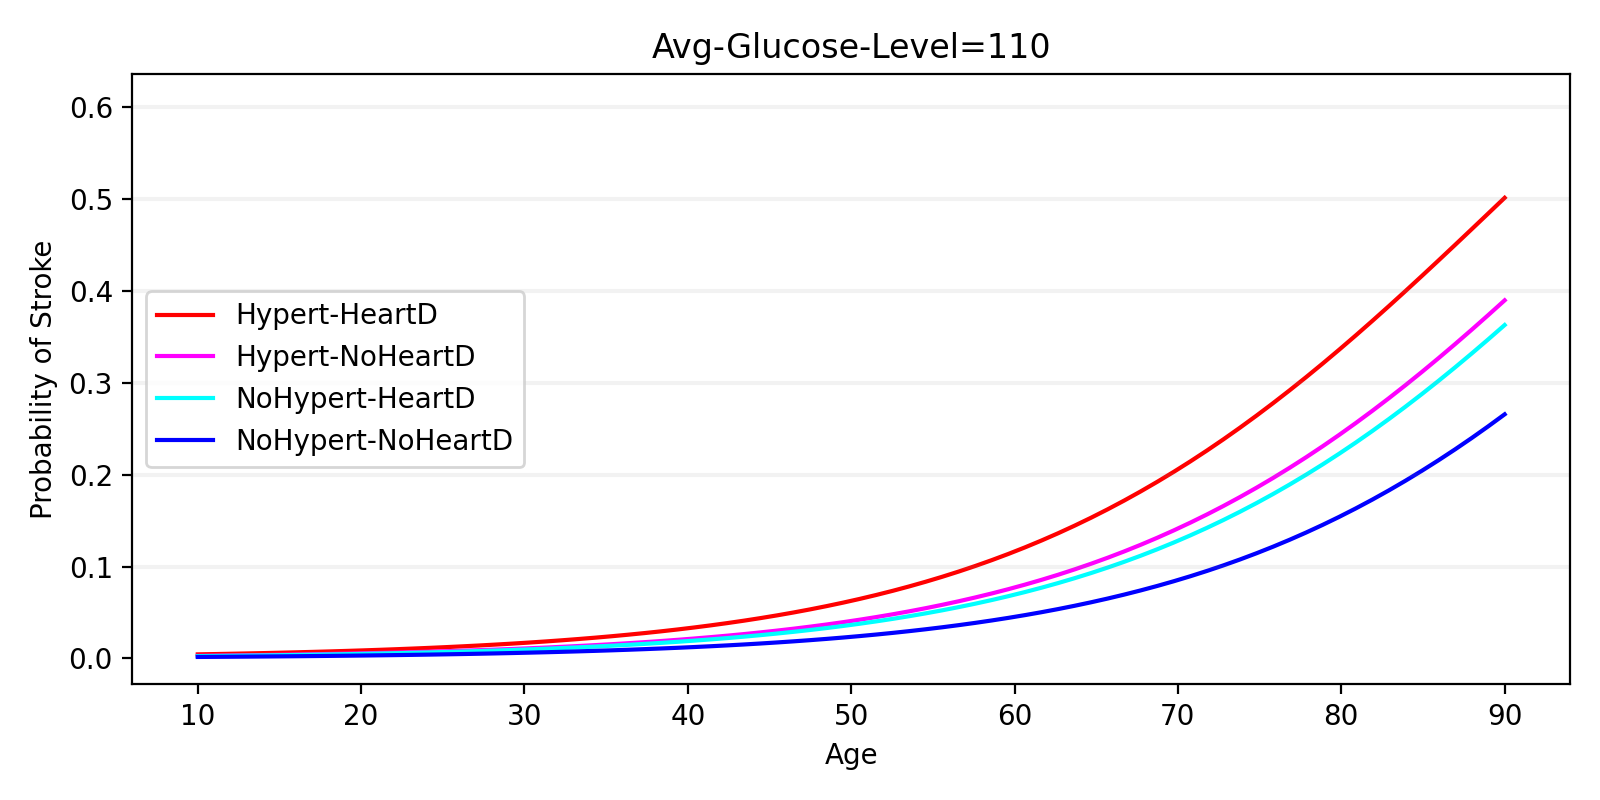 Avg-Glucose-Level=110
Probability of Stroke
0.6
0.5
0.4
0.3
0.2
0.1
0.0
Hypert-HeartD
Hypert-NoHeartD
NoHypert-HeartD
NoHypert-NoHeartD
10 20 30 40 50 60 70 80 90
Age